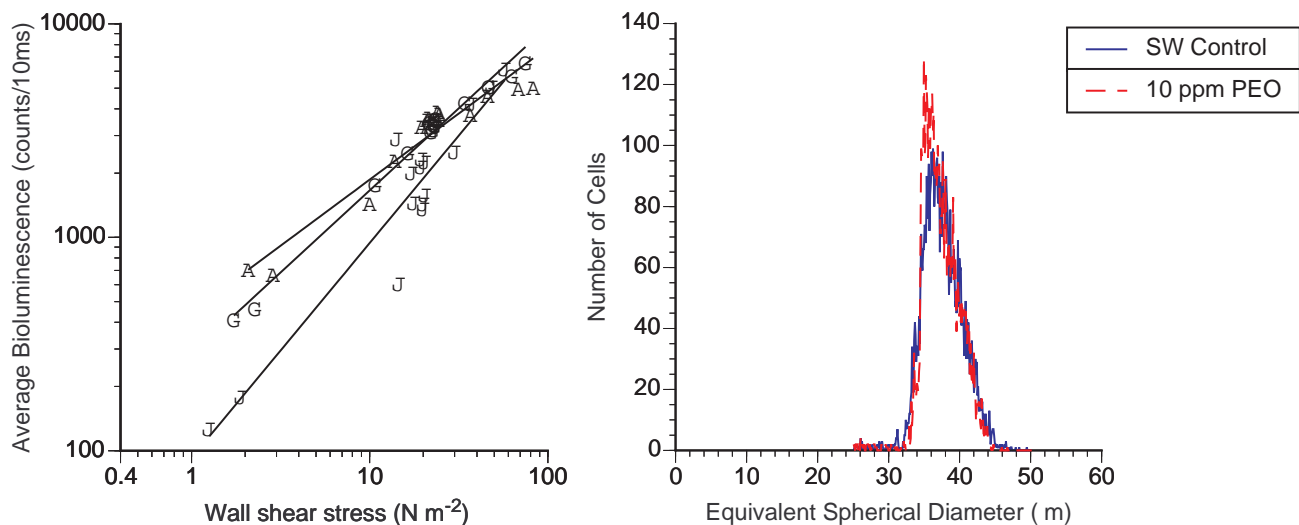 10000
1000
100
0.4
1
10
100
Average Bioluminescence (counts/10ms)
Wall shear stress (N m-2)
A
A
A
A
A
A
A
A
A
G
G
G
G
G
G
G
G
J
J
J
J
J
J
J
J
J
140
120
100
80
60
40
20
0
0
10
20
30
40
50
60
Number of Cells
Equivalent Spherical Diameter ( m)
SW Control
10 ppm PEO